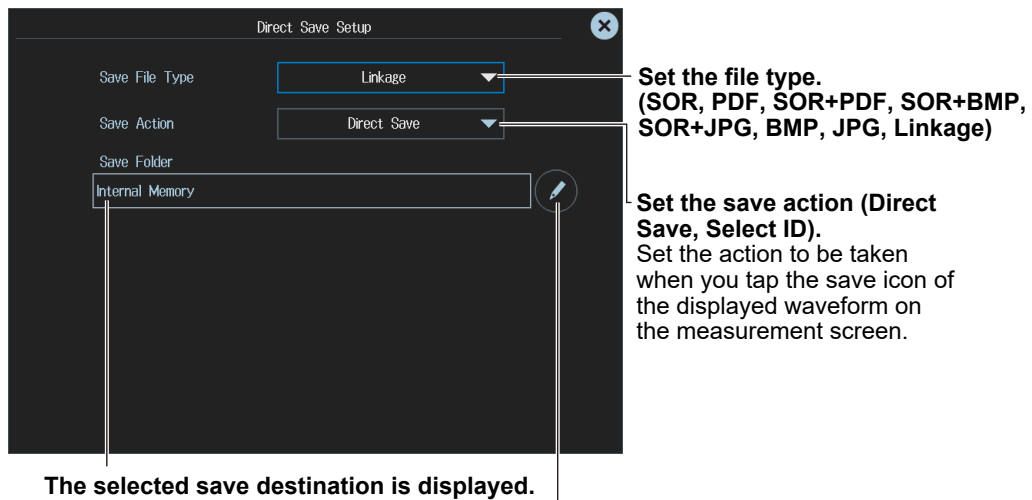 Direct Save Setup
Save File Type
Linkage
Set the file type.
(SOR, PDF, SOR+PDF, SOR+BMP,
SOR+JPG, BMP, JPG, Linkage)
Save Action
Direct Save
Save Folder
Internal Memory
Set the save action (Direct
Save, Select ID).
Set the action to be taken
when you tap the save icon of
the displayed waveform on
the measurement screen.
The selected save destination is displayed.